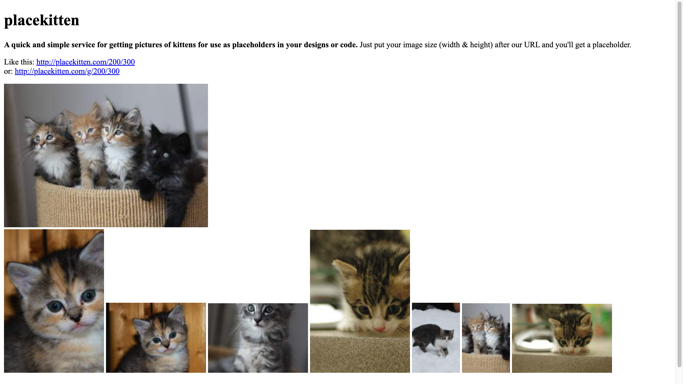 placekitten
A quick and simple service for getting pictures of kittens for use as placeholders in your designs or code. Just put your image size (width & height) after our URL and you'll get a placeholder.
Like this: http://placekitten.com/200/300
or: http://placekitten.com/g/200/300